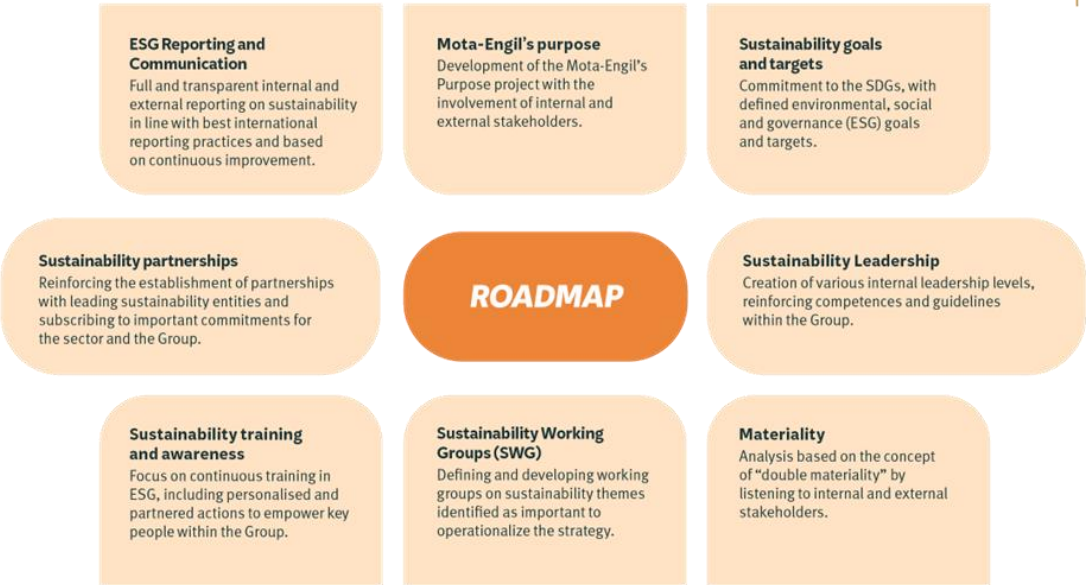 ESG Reporting and
Communication
Full and transparent internal and
external reporting on sustainability
in line with best international
reporting practices and based
on continuous improvement.
Mota-Engil’s purpose
Development of the Mota-Engil’s
Purpose project with the
involvement of internal and
external stakeholders.
Sustainability goals
and targets
Commitment to the SDGs, with
defined environmental, social
and governance (ESG) goals
and targets.
Sustainability partnerships
Reinforcing the establishment of partnerships
with leading sustainability entities and
subscribing to important commitments for
the sector and the Group.
ROADMAP
Sustainability Leadership
Creation of various internal leadership levels,
reinforcing competences and guidelines
within the Group.
Sustainability training
and awareness
Focus on continuous training in
ESG, including personalised and
partnered actions to empower key
people within the Group.
Sustainability Working
Groups (SWG)
Defining and developing working
groups on sustainability themes
identified as important to
operationalize the strategy.
Materiality
Analysis based on the concept
of “double materiality” by
listening to internal and external
stakeholders.